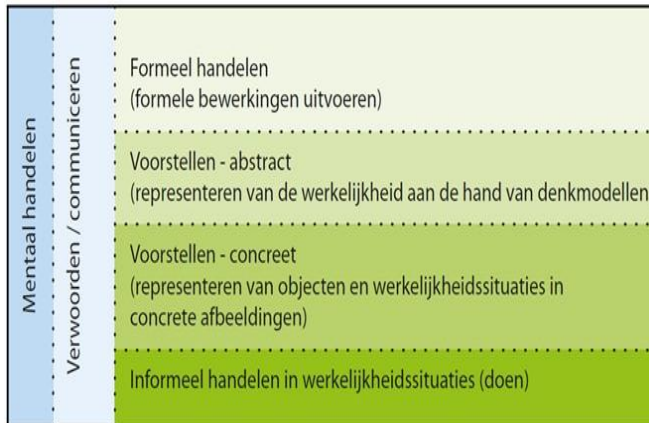 Mentaal handelen
Verwoorden / communiceren
Formeel handelen
(formele bewerkingen uitvoeren)
Voorstellen - abstract
(representeren van de werkelijkheid aan de hand van denkmodellen
Voorstellen - concreet
(representeren van objecten en werkelijkheidssituaties in
concrete afbeeldingen)
Informeel handelen in werkelijkheidssituaties (doen)